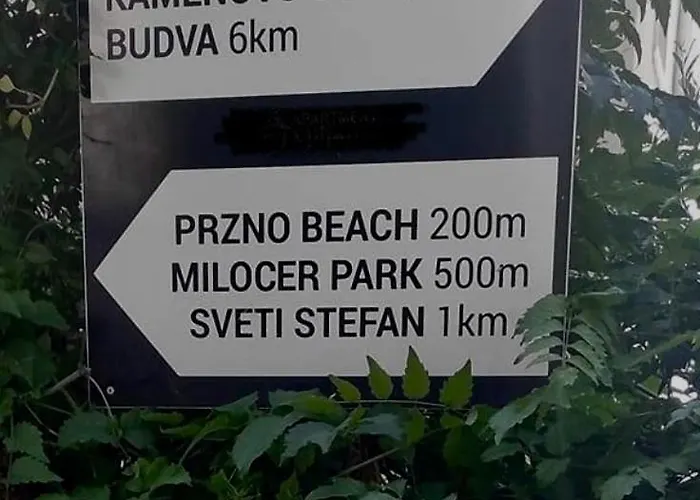 BUDVA 6km
PRZNO BEACH 200m
MILOCER PARK 500m
SVETI STEFAN 1km